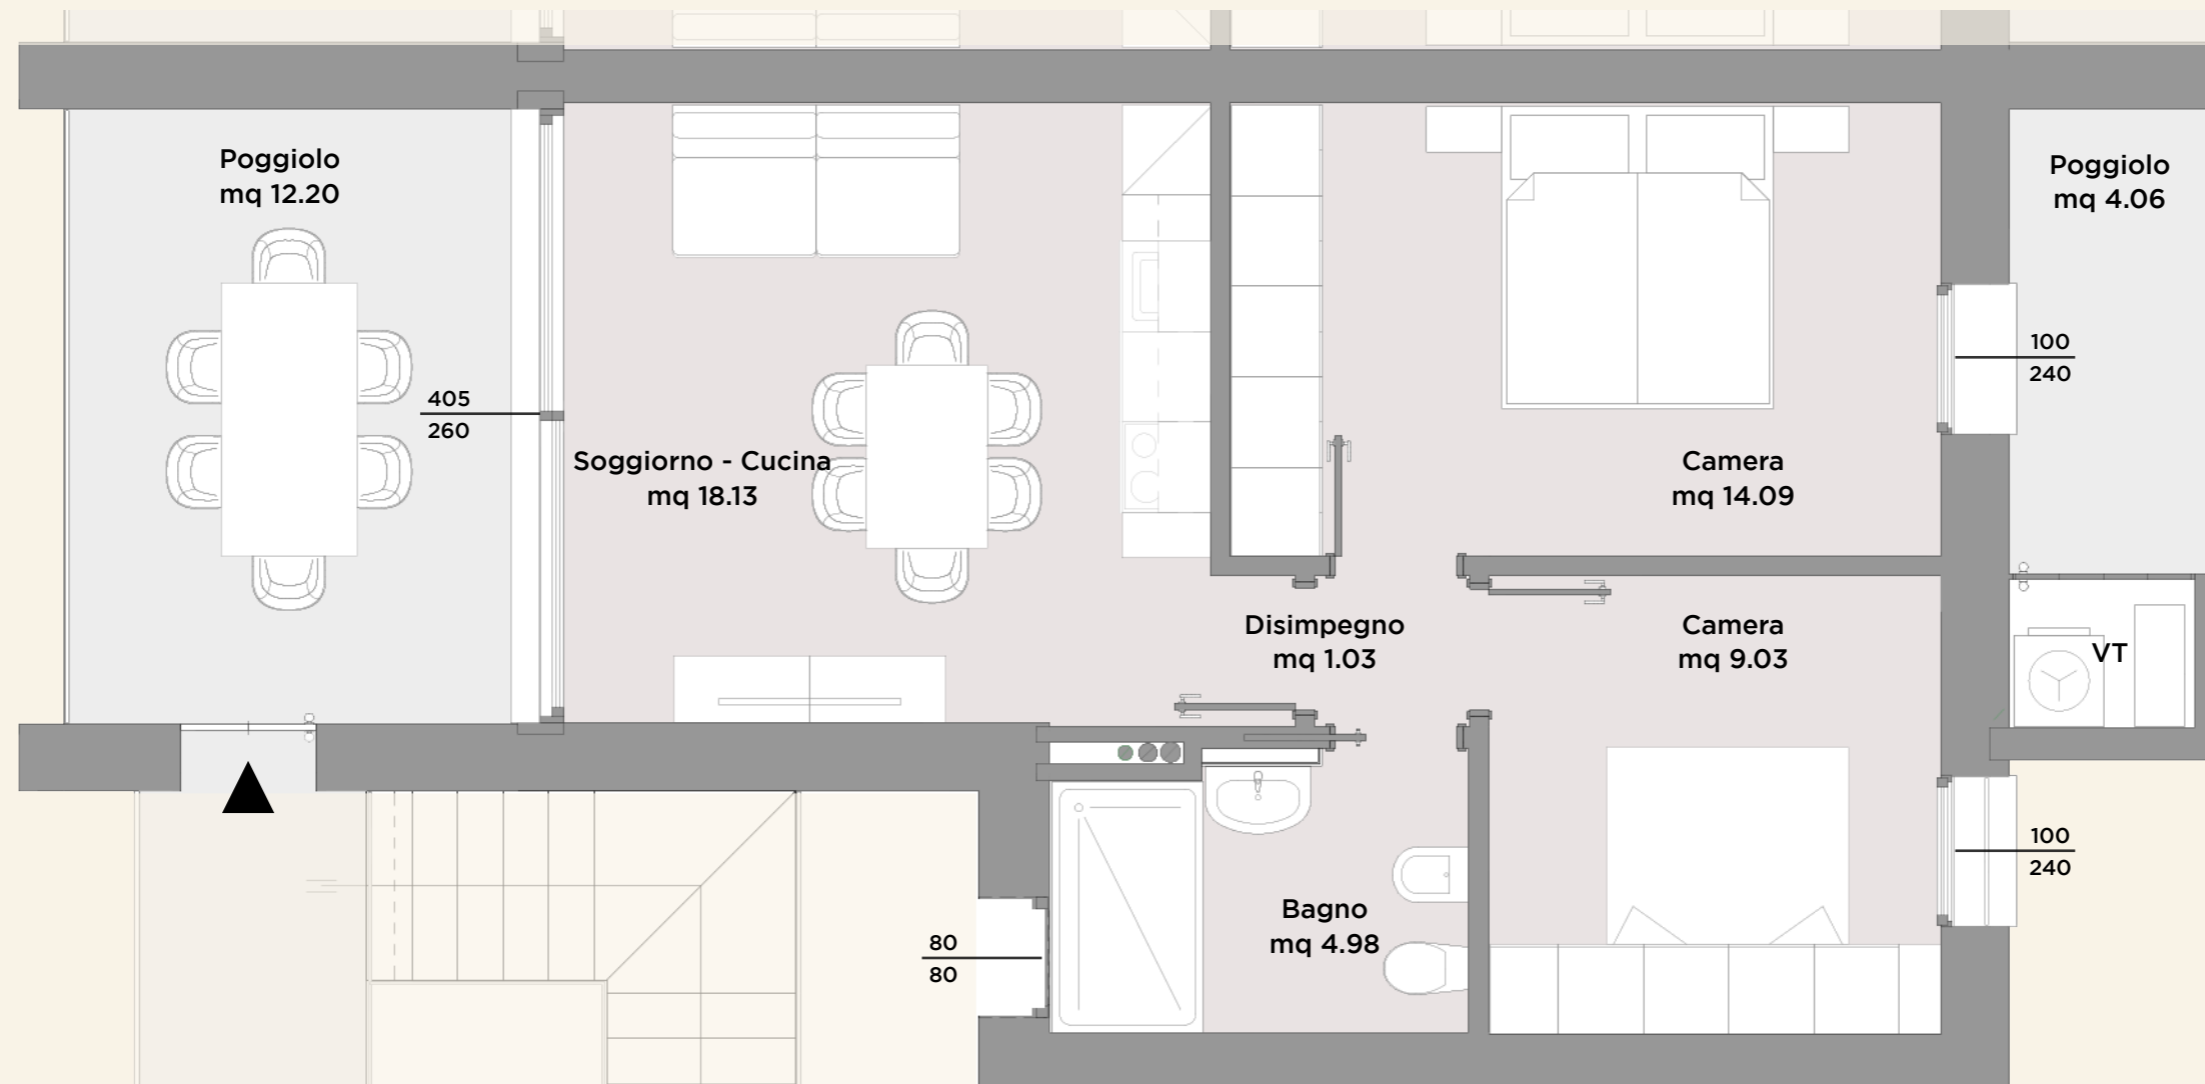 Poggiolo
mq 12.20
Poggiolo
mq 4.06
100
240
405
260
Soggiorno - Cucina
mq 18.13
Camera
mq 14.09
Disimpegno
mq 1.03
Camera
mq 9.03
VT
100
240
Bagno
mq 4.98
80
80